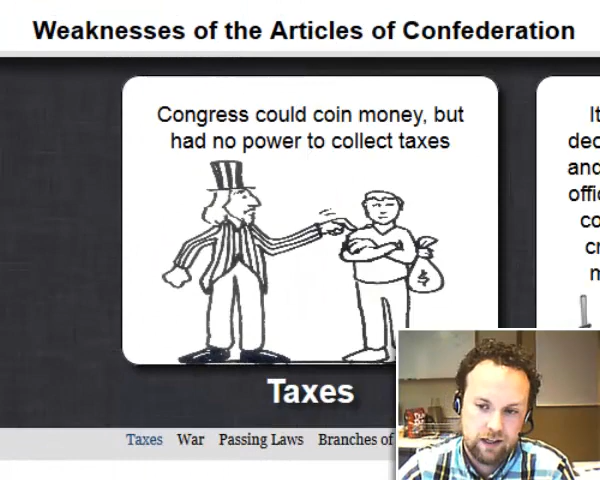 Weaknesses of the Articles of Confederation
Congress could coin money, but
had no power to collect taxes
$
Taxes
Taxes War Passing Laws Branches of